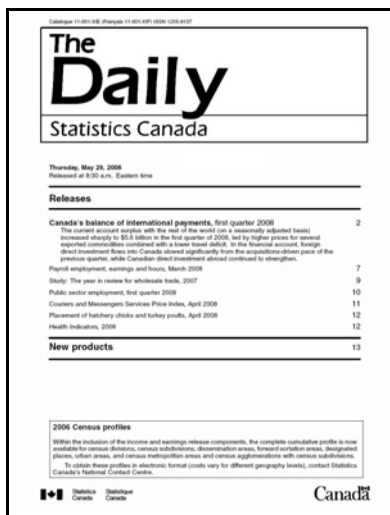 Catalogue 11-001-XIE (Français 11-001-XIF) ISSN 1205-9137
The
Daily
Statistics Canada
Thursday, May 29, 2008
Released at 8:30 a.m. Eastern time
Releases
Canada's balance of international payments, first quarter 2008 2
The current account surplus with the rest of the world (on a seasonally adjusted basis)
increased sharply to $5.6 billion in the first quarter of 2008, led by higher prices for several
exported commodities combined with a lower travel deficit. In the financial account, foreign
direct investment flows into Canada slowed significantly from the acquisitions-driven pace of the
previous quarter, while Canadian direct investment abroad continued to strengthen.
Payroll employment, earnings and hours, March 2008 7
Study: The year in review for wholesale trade, 2007 9
Public sector employment, first quarter 2008 10
Couriers and Messengers Services Price Index, April 2008 11
Placement of hatchery chicks and turkey poults, April 2008 12
Health Indicators, 2008 12
New products 13
2006 Census profiles
Within the inclusion of the income and earnings release components, the complete cumulative profile is now
available for census divisions, census subdivisions, dissemination areas, forward sortation areas, designated
places, urban areas, and census metropolitan areas and census agglomerations with census subdivisions.
To obtain these profiles in electronic format (costs vary for different geography levels), contact Statistics
Canada's National Contact Centre.
Statistics Statistique
Canada Canada
Canada